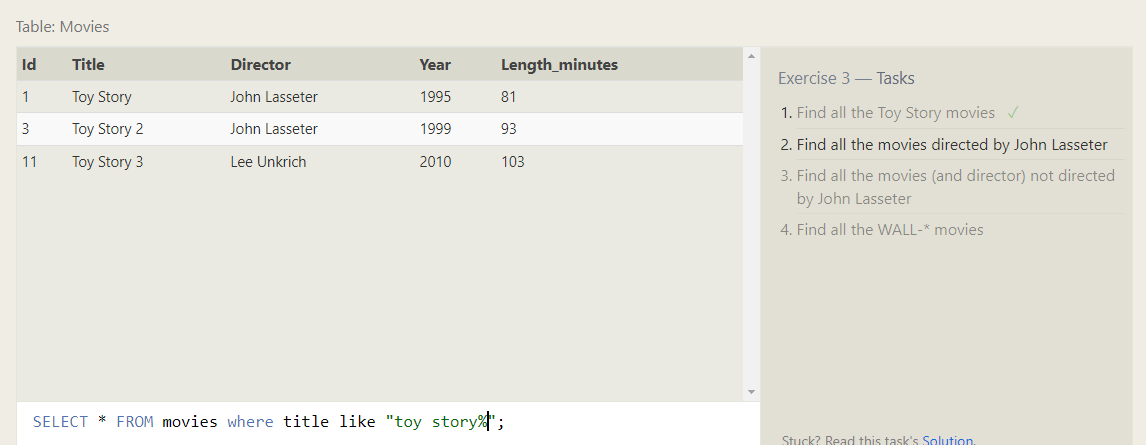 Table: Movies
Id Title Director Year Length_minutes
1 Toy Story John Lasseter 1995 81
3 Toy Story 2 John Lasseter 1999 93
11 Toy Story 3 Lee Unkrich 2010 103
SELECT * FROM movies where title like "toy story%";
Exercise 3 — Tasks
1. Find all the Toy Story movies ✓
2. Find all the movies directed by John Lasseter
3. Find all the movies (and director) not directed
by John Lasseter
4. Find all the WALL-* movies
Stuck? Read this task's Solution.